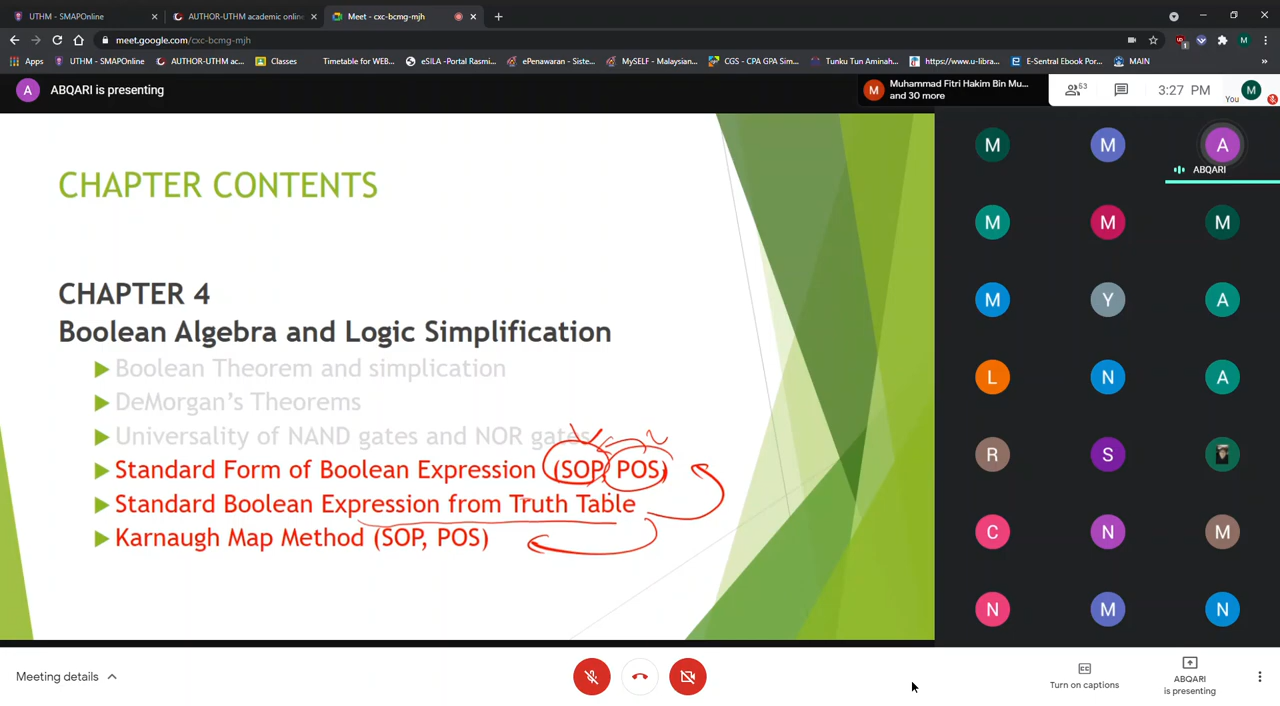 UTHM - SMAPOnline
AUTHOR-UTHM academic online
Meet - cxc-bcmg-mjh
meet.google.com/cxc-bcmg-mjh
Apps
UTHM - SMAPOnline
AUTHOR-UTHM ac...
Classes
Timetable for WEB...
eSILA -Portal Rasmi...
ePenawaran - Siste...
MySELF - Malaysian...
CGS - CPA GPA Sim...
Tunku Tun Aminah...
https://www.u-libra...
E-Sentral Ebook Por...
MAIN
»
A ABQARI is presenting
M Muhammad Fitri Hakim Bin Mu...
and 30 more
53
3:27 PM
You M
CHAPTER CONTENTS
CHAPTER 4
Boolean Algebra and Logic Simplification
Boolean Theorem and simplication
DeMorgan's Theorems
Universality of NAND gates and NOR gates
Standard Form of Boolean Expression (SOP, POS)
Standard Boolean Expression from Truth Table
Karnaugh Map Method (SOP, POS)
M M A
ABQARI
M M M
M Y A
L N A
R S
C N M
N M N
Meeting details
Turn on captions
ABQARI
is presenting